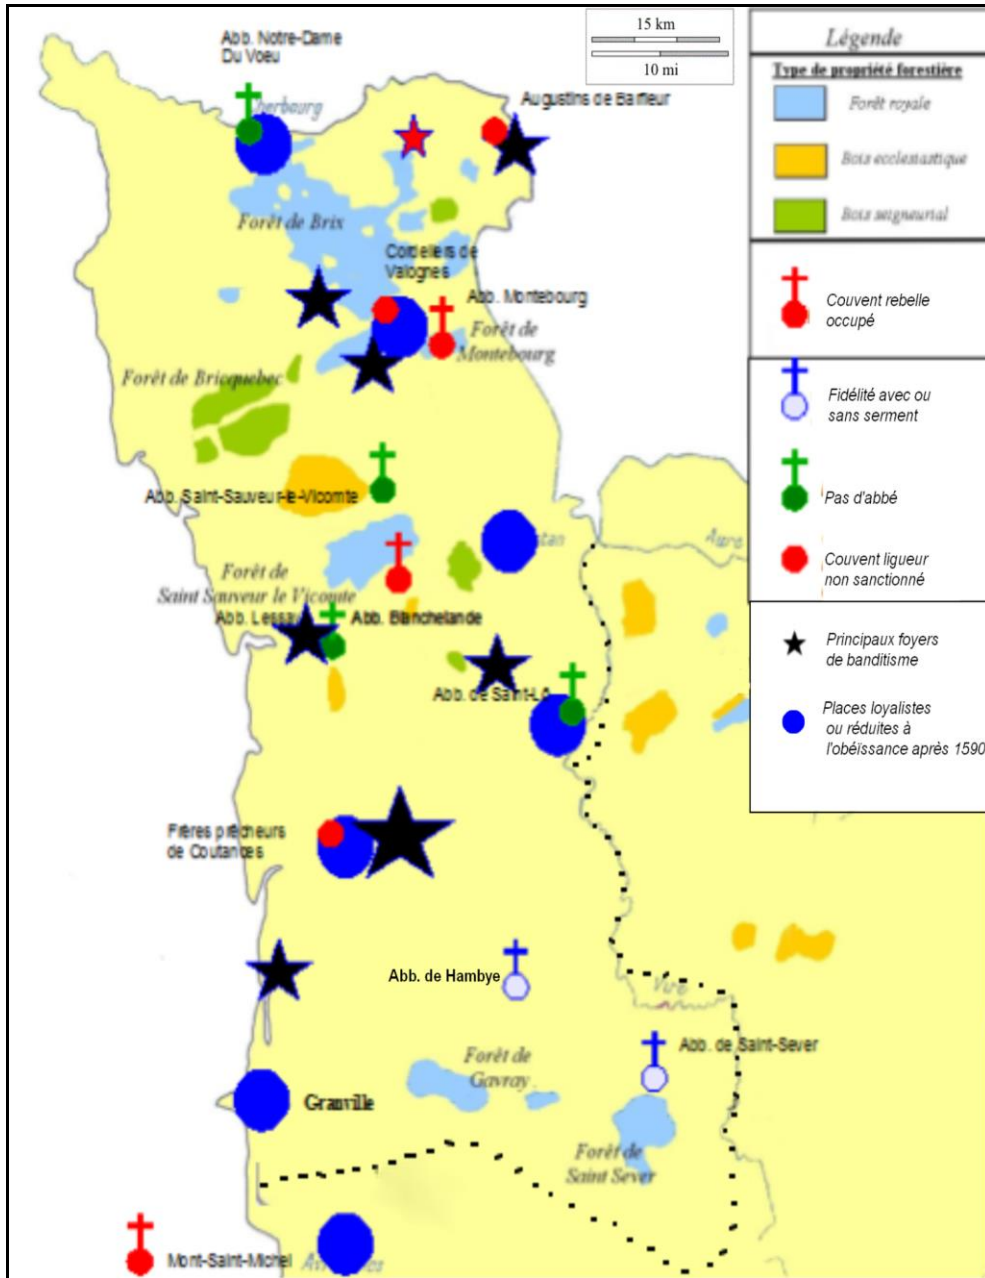 Abb. Notre-Dame
Du Voeu
Cherbourg
15 km
10 mi
Augustins de Barfleur
Forêt de Brix
Cordeliers de
Valognes
Abb. Montebourg
Forêt de
Montebourg
Forêt de Bricquebec
Abb. Saint-Sauveur-le-Vicomte
Forêt de
Saint Sauveur le Vicomte
Abb. Lessay
Abb. Blanchelande
Abb. de Saint-Lô
Frères prêcheurs
de Coutances
Abb. de Hambye
Vire
Abb. de Saint-Sever
Forêt de
Gavray
Granville
Forêt de
Saint Sever
Mont-Saint-Michel
Légende
Type de propriété forestière
Forêt royale
Bois ecclesiastique
Bois seigneurial
Couvent rebelle
occupé
Fidélité avec ou
sans serment
Pas d'abbé
Couvent ligueur
non sanctionné
Principaux foyers
de banditisme
Places loyalistes
ou réduites à
l'obéissance après 1590